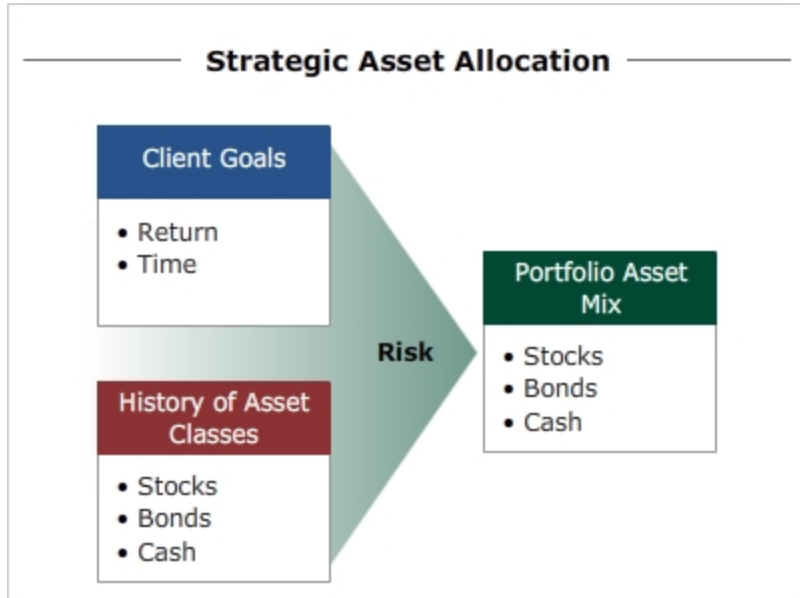 Strategic Asset Allocation
Client Goals
• Return
• Time
History of Asset
Classes
• Stocks
• Bonds
• Cash
Risk
Portfolio Asset
Mix
• Stocks
• Bonds
• Cash